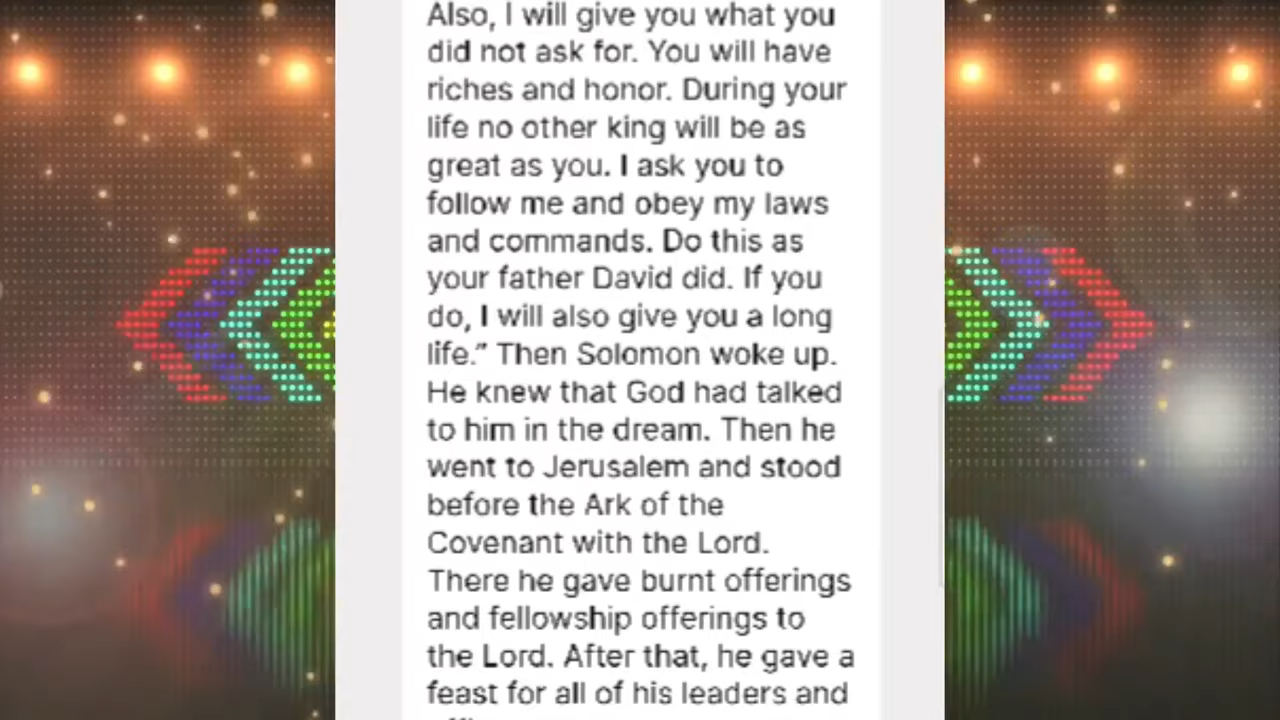 Also, I will give you what you
did not ask for. You will have
riches and honor. During your
life no other king will be as
great as you. I ask you to
follow me and obey my laws
and commands. Do this as
your father David did. If you
do, I will also give you a long
life.” Then Solomon woke up.
He knew that God had talked
to him in the dream. Then he
went to Jerusalem and stood
before the Ark of the
Covenant with the Lord.
There he gave burnt offerings
and fellowship offerings to
the Lord. After that, he gave a
feast for all of his leaders and